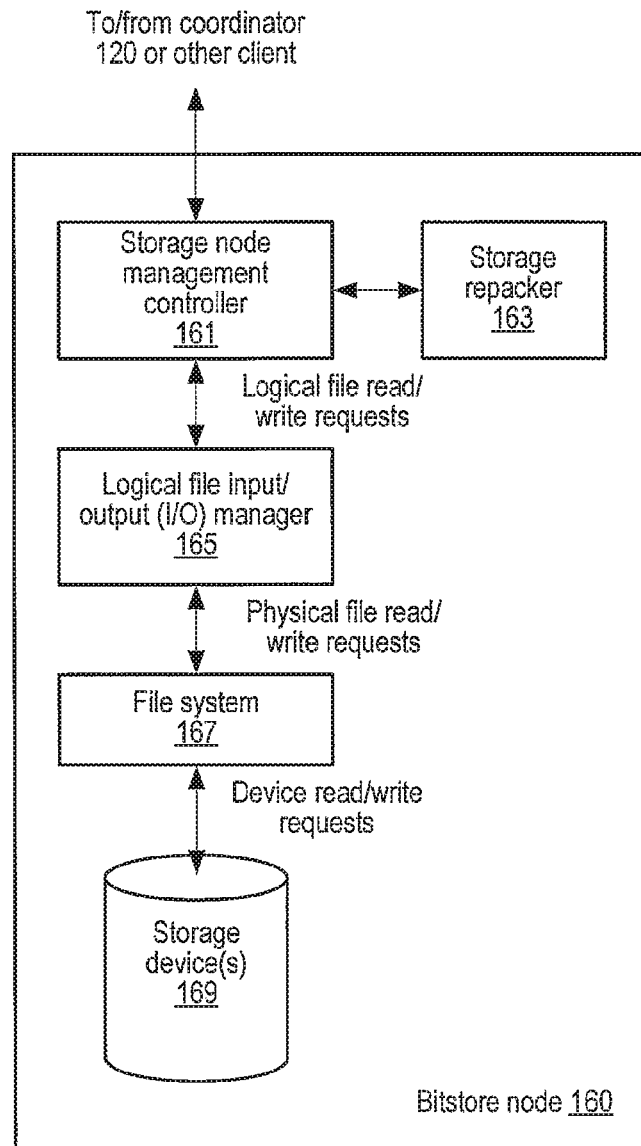 To/from coordinator
120 or other client
Storage node
management
controller
161
Storage
repacker
163
Logical file read/
write requests
Logical file input/
output (I/O) manager
165
Physical file read/
write requests
File system
167
Device read/write
requests
Storage
device(s)
169
Bitstore node 160